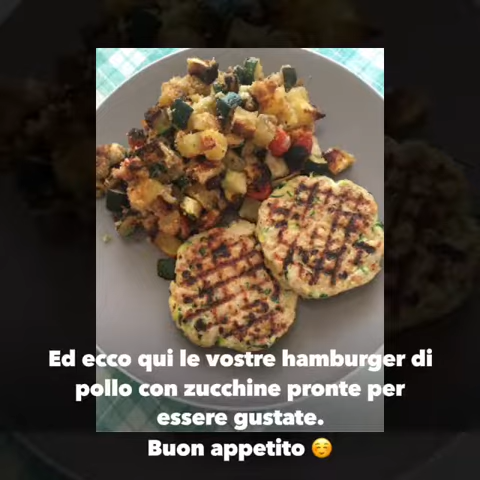 Ed ecco qui le vostre hamburger di
pollo con zucchine pronte per
essere gustate.
Buon appetito ☺️